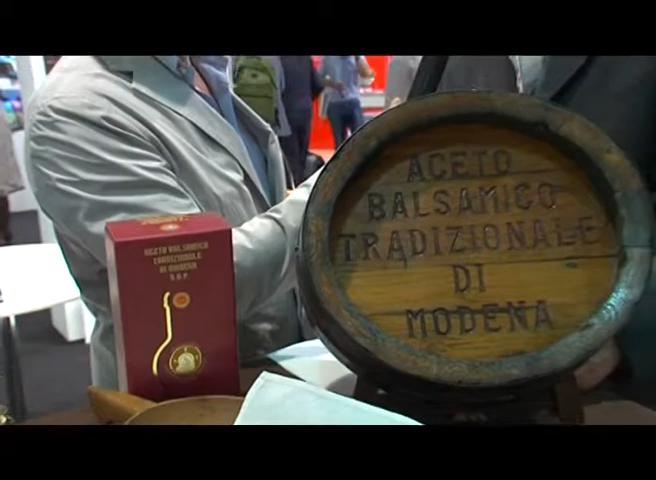 ACETO BALSAMICO
TRADIZIONALE
DI MODENA
D.O.P.
ACETO
BALSAMICO
TRADIZIONALE
DI
MODENA